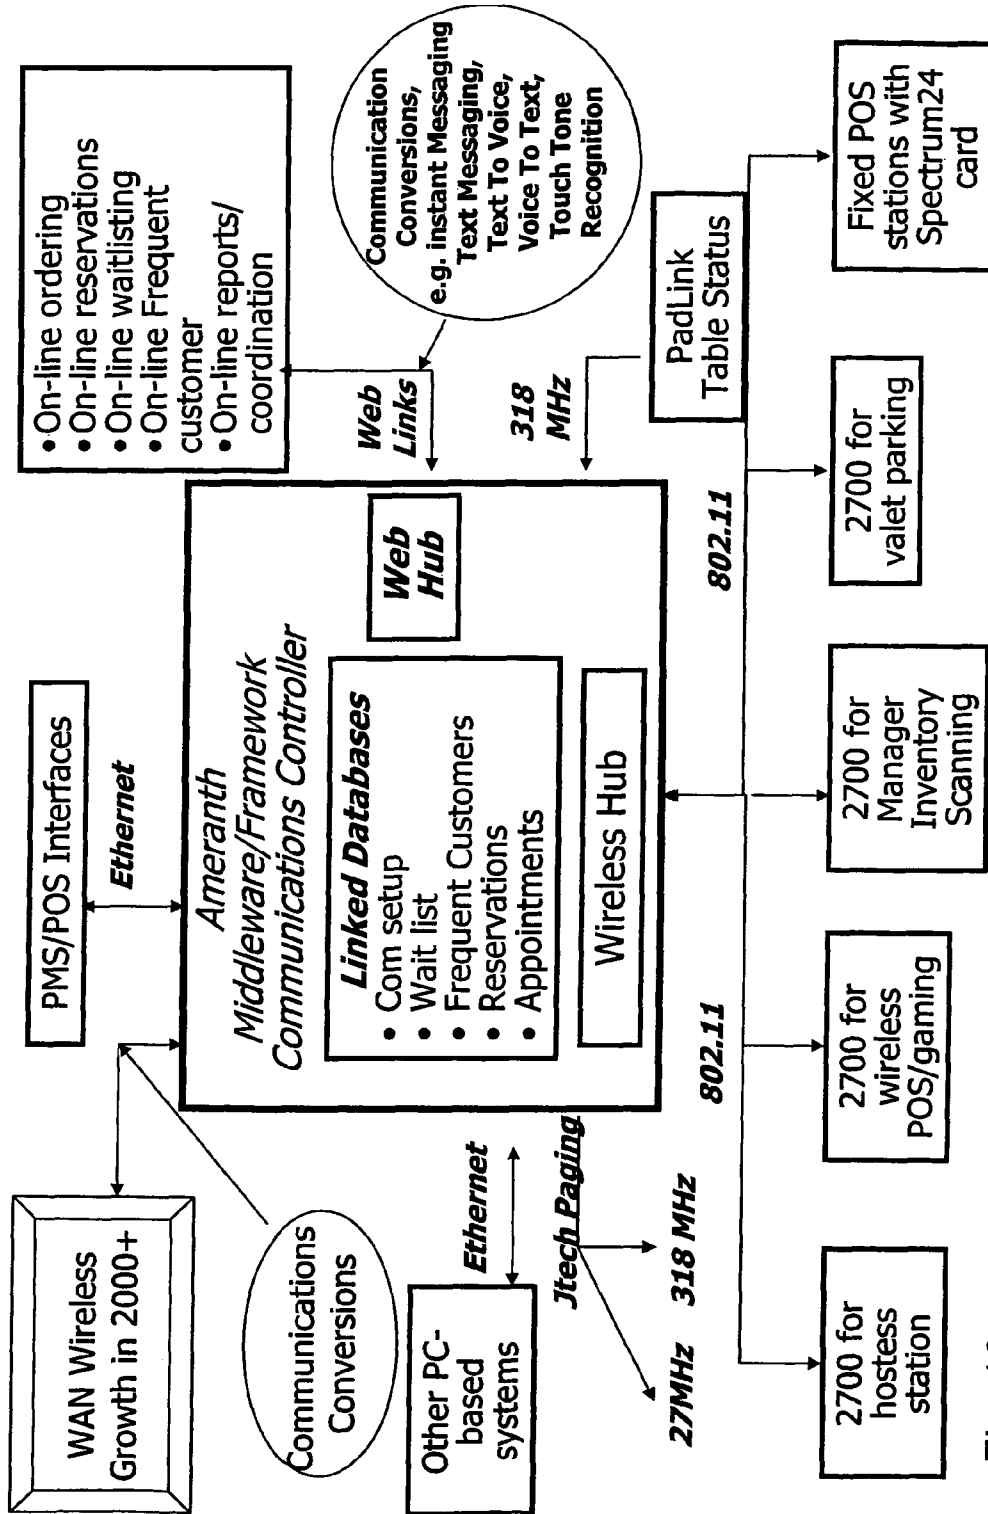 WAN Wireless
Growth in 2000+
PMS/POS Interfaces
• On-line ordering
• On-line reservations
• On-line waitlisting
• On-line Frequent
customer
• On-line reports/
coordination
Ethernet
Communications
Conversions
Ameranth
Middleware/Framework
Communications Controller
Linked Databases
• Com setup
• Wait list
• Frequent Customers
• Reservations
• Appointments
Web
Hub
Wireless Hub
Web
Links
Communication
Conversions,
e.g. instant Messaging
Text Messaging,
Text To Voice,
Voice To Text,
Touch Tone
Recognition
Other PC-
based
systems
Ethernet
Jtech Paging
27MHz
318 MHz
318
MHz
PadLink
Table Status
802.11
802.11
2700 for
hostess
station
2700 for
wireless
POS/gaming
2700 for
Manager
Inventory
Scanning
2700 for
valet parking
Fixed POS
stations with
Spectrum24
card